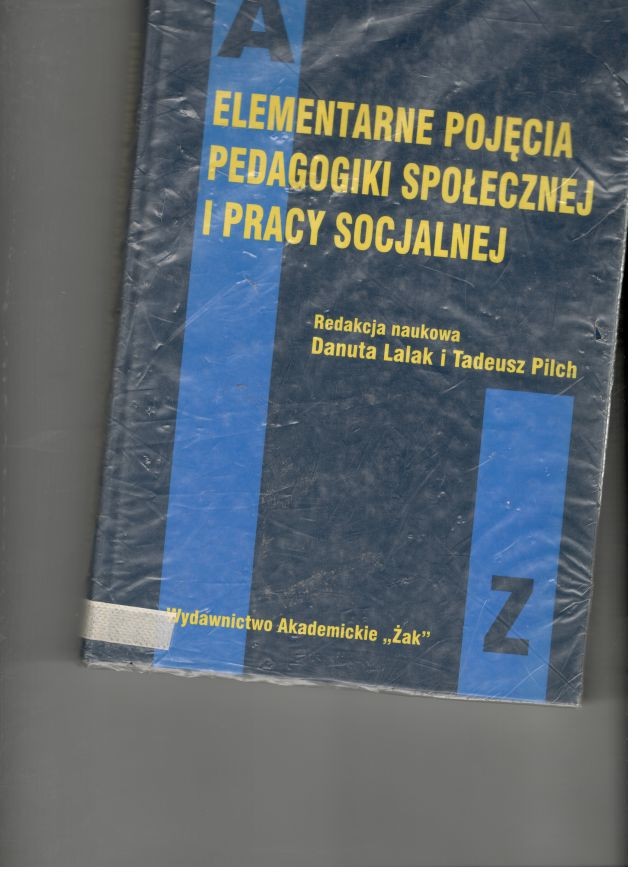 A
ELEMENTARNE POJĘCIA
PEDAGOGIKI SPOŁECZNEJ
I PRACY SOCJALNEJ
Redakcja naukowa
Danuta Lalak i Tadeusz Pilch
Z
Wydawnictwo Akademickie „Żak”